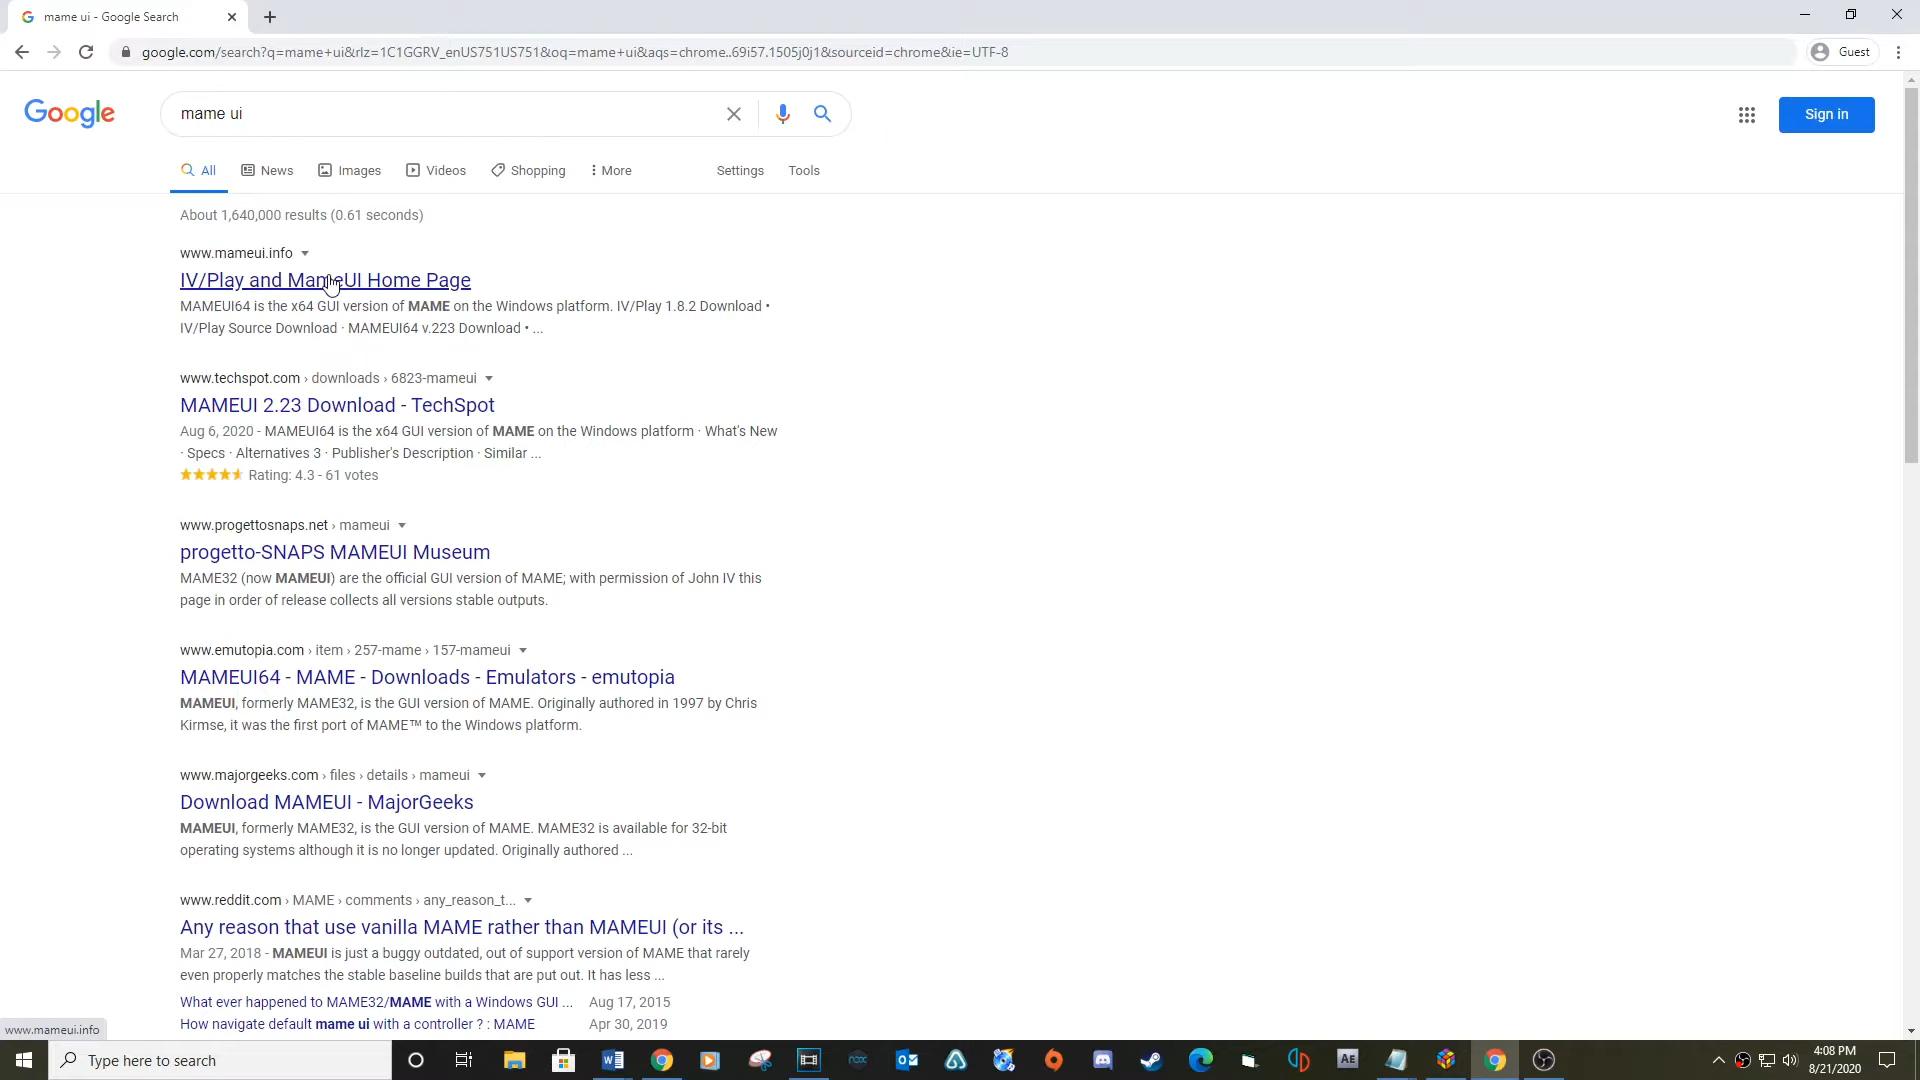 mame ui - Google Search
google.com/search?q=mame+ui&rlz=1C1GGRV_enUS751US751&oq=mame+ui&aqs=chrome..69i57.1505j0j1&sourceid=chrome&ie=UTF-8
Guest
Google
mame ui
Sign in
All
News
Images
Videos
Shopping
More
Settings
Tools
About 1,640,000 results (0.61 seconds)
www.mameui.info
IV/Play and MameUI Home Page
MAMEUI64 is the x64 GUI version of MAME on the Windows platform. IV/Play 1.8.2 Download •
IV/Play Source Download · MAMEUI64 v.223 Download • ...
www.techspot.com › downloads › 6823-mameui
MAMEUI 2.23 Download - TechSpot
Aug 6, 2020 - MAMEUI64 is the x64 GUI version of MAME on the Windows platform · What's New
· Specs · Alternatives 3 · Publisher's Description · Similar ...
Rating: 4.3 - 61 votes
www.progettosnaps.net › mameui
progetto-SNAPS MAMEUI Museum
MAME32 (now MAMEUI) are the official GUI version of MAME; with permission of John IV this
page in order of release collects all versions stable outputs.
www.emutopia.com › item › 257-mame › 157-mameui
MAMEUI64 - MAME - Downloads - Emulators - emutopia
MAMEUI, formerly MAME32, is the GUI version of MAME. Originally authored in 1997 by Chris
Kirmse, it was the first port of MAME™ to the Windows platform.
www.majorgeeks.com › files › details › mameui
Download MAMEUI - MajorGeeks
MAMEUI, formerly MAME32, is the GUI version of MAME. MAME32 is available for 32-bit
operating systems although it is no longer updated. Originally authored ...
www.reddit.com › MAME › comments › any_reason_t...
Any reason that use vanilla MAME rather than MAMEUI (or its ...
Mar 27, 2018 - MAMEUI is just a buggy outdated, out of support version of MAME that rarely
even properly matches the stable baseline builds that are put out. It has less ...
What ever happened to MAME32/MAME with a Windows GUI ... Aug 17, 2015
How navigate default mame ui with a controller ? : MAME Apr 30, 2019
www.mameui.info
Type here to search
nox
AE
4:08 PM
8/21/2020